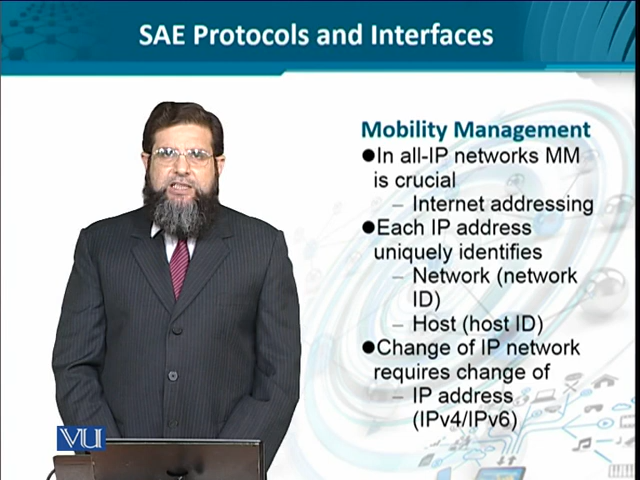 SAE Protocols and Interfaces
Mobility Management
●In all-IP networks MM
is crucial
– Internet addressing
●Each IP address
uniquely identifies
– Network (network
ID)
– Host (host ID)
●Change of IP network
requires change of
– IP address
(IPv4/IPv6)
VU